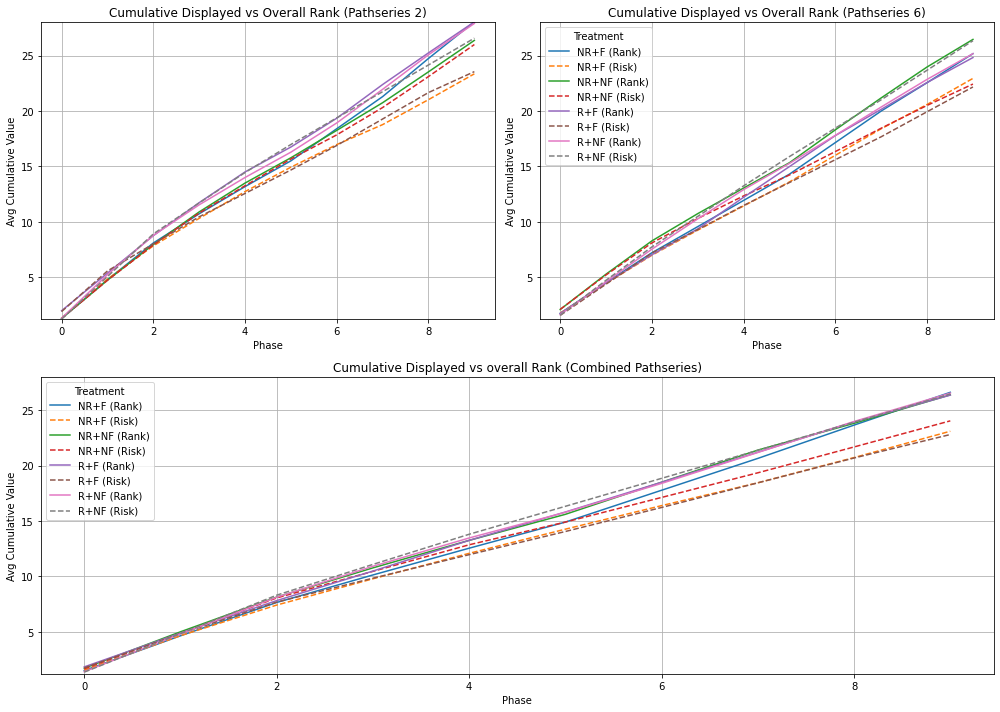 Cumulative Displayed vs Overall Rank (Pathseries 2)
Avg Cumulative Value
25
20
15
10
5
0
2
4
6
8
Phase
Cumulative Displayed vs Overall Rank (Pathseries 6)
Avg Cumulative Value
25
20
15
10
5
Treatment
NR+F (Rank)
NR+F (Risk)
NR+NF (Rank)
NR+NF (Risk)
R+F (Rank)
R+F (Risk)
R+NF (Rank)
R+NF (Risk)
0
2
4
6
8
Phase
Cumulative Displayed vs overall Rank (Combined Pathseries)
Avg Cumulative Value
25
20
15
10
5
Treatment
NR+F (Rank)
NR+F (Risk)
NR+NF (Rank)
NR+NF (Risk)
R+F (Rank)
R+F (Risk)
R+NF (Rank)
R+NF (Risk)
0
2
4
6
8
Phase